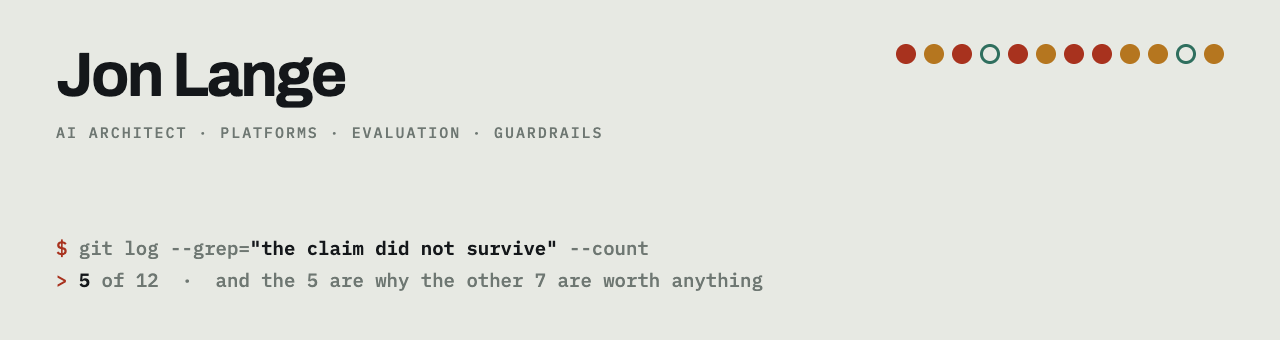 Jon Lange
AI ARCHITECT · PLATFORMS · EVALUATION · GUARDRAILS
$ git log --grep="the claim did not survive" --count
> 5 of 12 · and the 5 are why the other 7 are worth anything